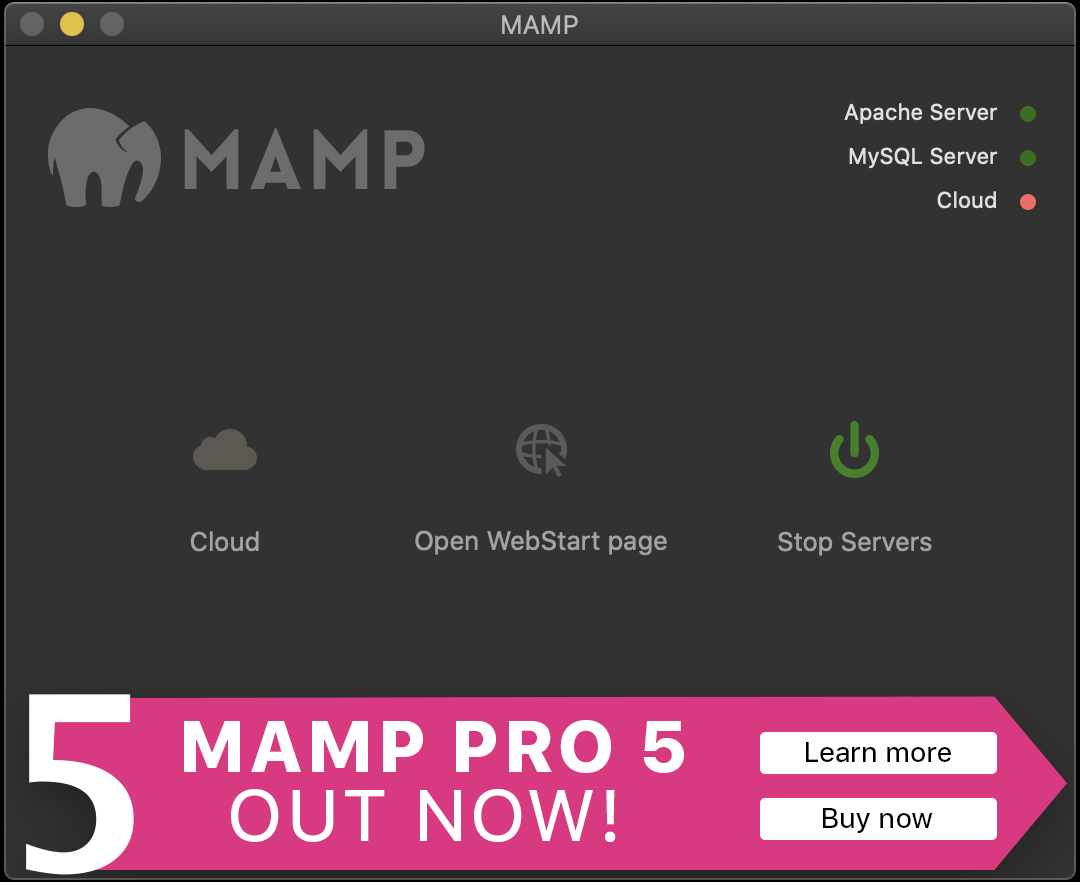 MAMP
MAMP
Apache Server
MySQL Server
Cloud
Cloud
Open WebStart page
Stop Servers
5
MAMP PRO 5
OUT NOW!
Learn more
Buy now